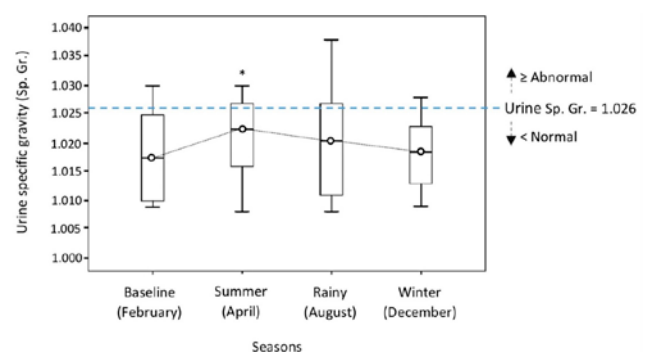 Urine specific gravity (Sp. Gr.)
1.040
1.035
1.030
1.025
1.020
1.015
1.010
1.005
1.000
*
≥ Abnormal
Urine Sp. Gr. = 1.026
< Normal
Baseline
(February)
Summer
(April)
Rainy
(August)
Winter
(December)
Seasons